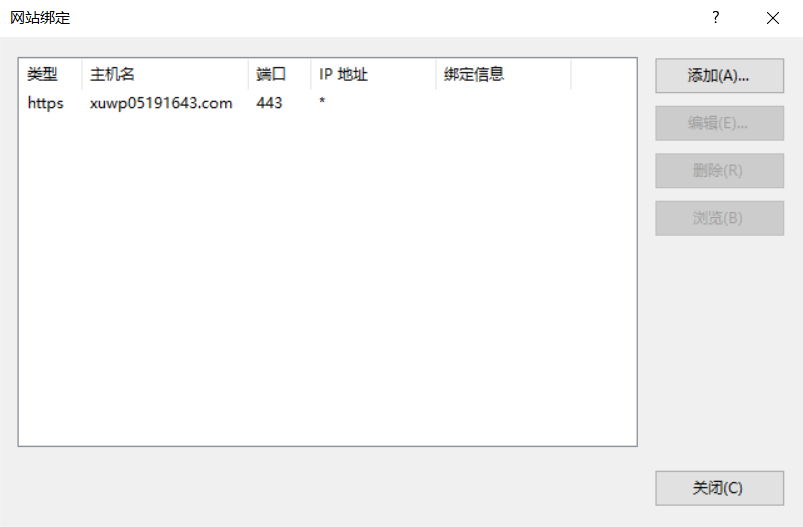 网站绑定
类型 主机名 端口 IP 地址 绑定信息
https xuwp05191643.com 443 *
添加(A)...
编辑(E)...
删除(R)
浏览(B)
关闭(C)